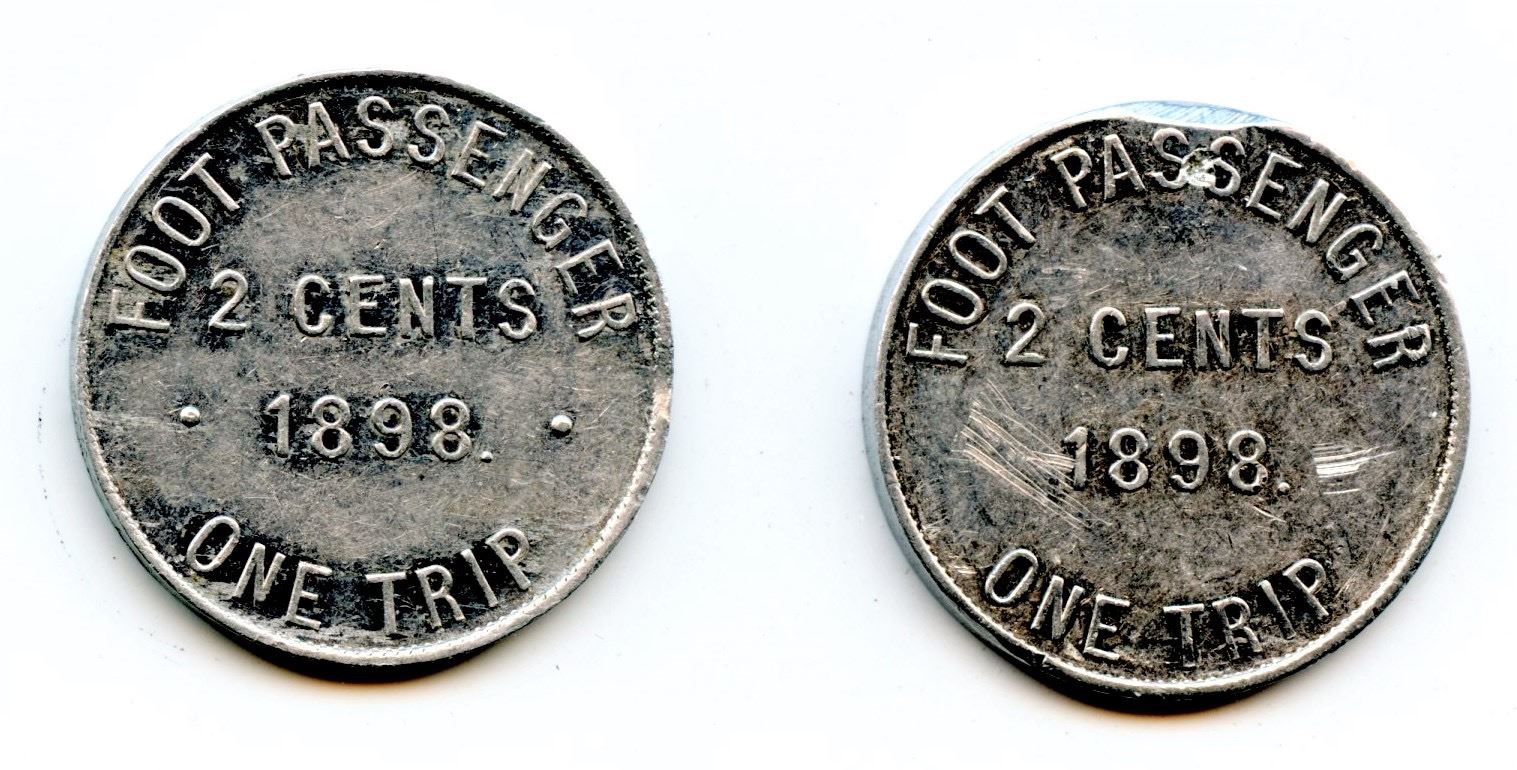 FOOT PASSENGER
2 CENTS
· 1898. ·
ONE TRIP
FOOT PASSENGER
2 CENTS
1898.
ONE TRIP